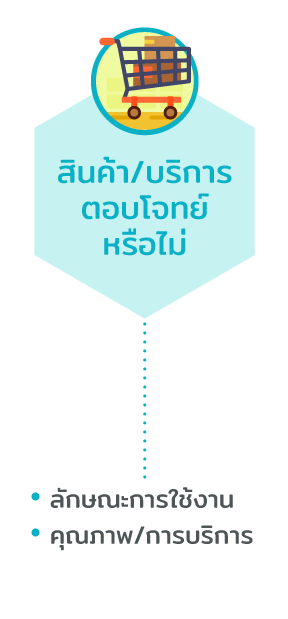 สินค้า/บริการ
ตอบโจทย์
หรือไม่
• ลักษณะการใช้งาน
• คุณภาพ/การบริการ